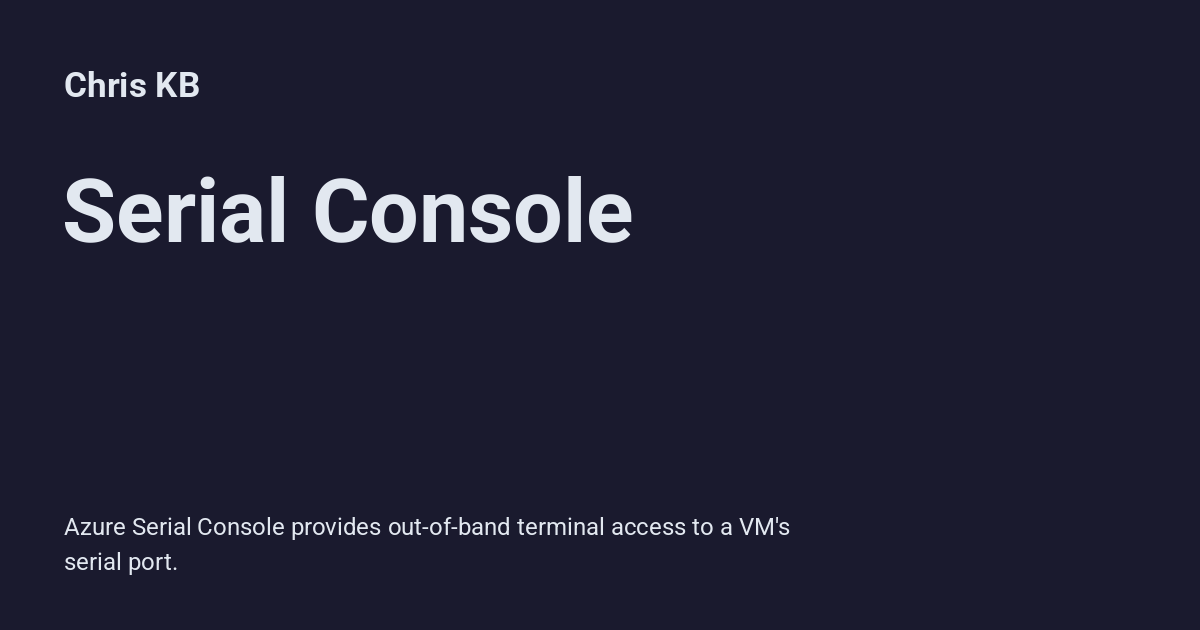 Chris KB
Serial Console
Azure Serial Console provides out-of-band terminal access to a VM's
serial port.